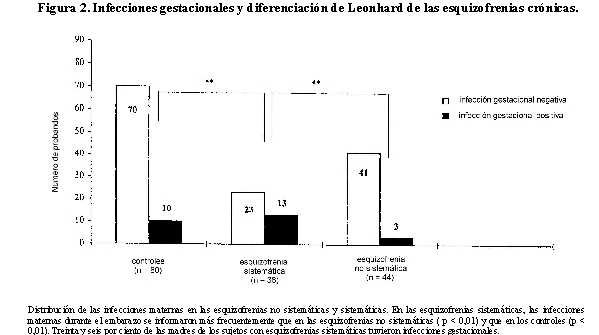 Figura 2. Infecciones gestacionales y diferenciación de Leonhard de las esquizofrenias crónicas.
90
80
70
60
50
40
30
20
10
0
Número de probandos
**
**
70
10
23
13
41
3
infección gestacional negativa
infección gestacional positiva
controles
(n = 80)
esquizofrenia
sistemática
(n = 36)
esquizofrenia
no sistemática
(n = 44)
Distribución de las infecciones maternas en las esquizofrenias no sistemáticas y sistemáticas. En las esquizofrenias sistemáticas, las infecciones
maternas durante el embarazo se informaron más frecuentemente que en las esquizofrenias no sistemáticas ( p < 0,01) y que en los controles (p <
0,01). Treinta y seis por ciento de las madres de los sujetos con esquizofrenias sistemáticas tuvieron infecciones gestacionales.